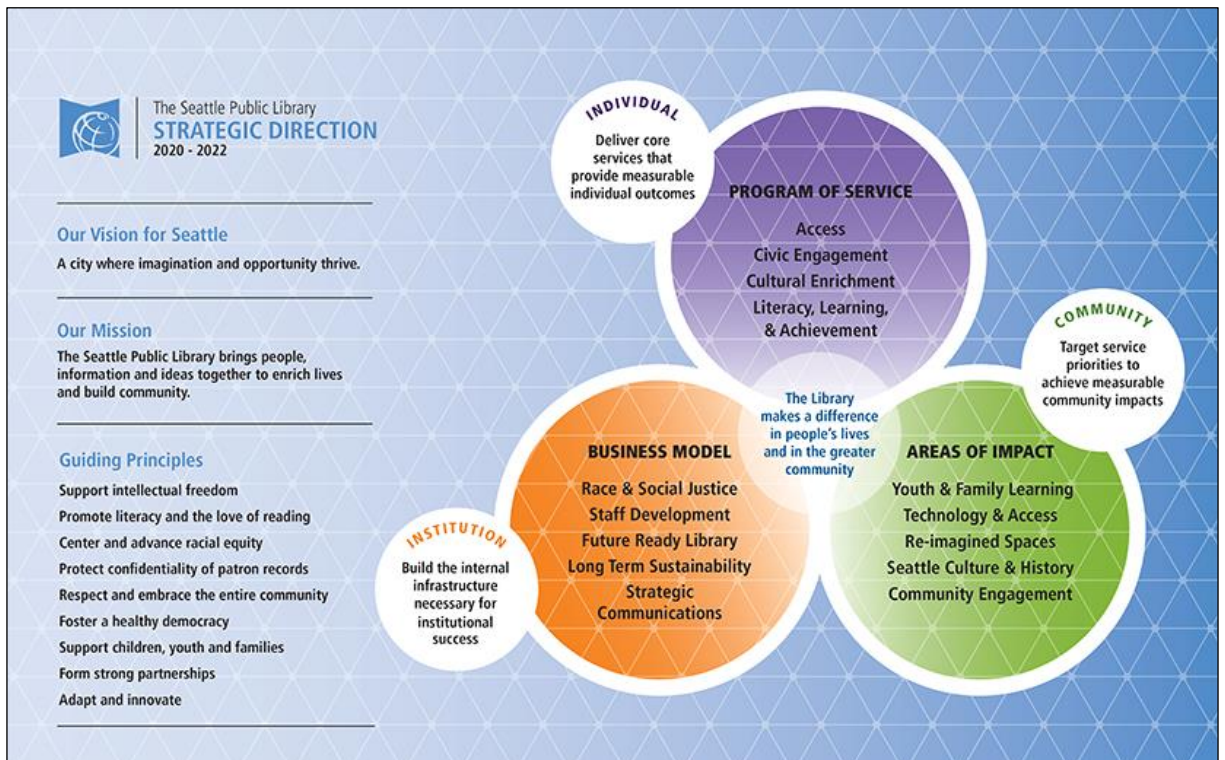 The Seattle Public Library
STRATEGIC DIRECTION
2020 - 2022
Our Vision for Seattle
A city where imagination and opportunity thrive.
Our Mission
The Seattle Public Library brings people,
information and ideas together to enrich lives
and build community.
Guiding Principles
Support intellectual freedom
Promote literacy and the love of reading
Center and advance racial equity
Protect confidentiality of patron records
Respect and embrace the entire community
Foster a healthy democracy
Support children, youth and families
Form strong partnerships
Adapt and innovate
INDIVIDUAL
Deliver core
services that
provide measurable
individual outcomes
PROGRAM OF SERVICE
Access
Civic Engagement
Cultural Enrichment
Literacy, Learning,
& Achievement
COMMUNITY
Target service
priorities to
achieve measurable
community impacts
The Library
makes a difference
in people's lives
and in the greater
community
BUSINESS MODEL
Race & Social Justice
Staff Development
Future Ready Library
Long Term Sustainability
Strategic
Communications
AREAS OF IMPACT
Youth & Family Learning
Technology & Access
Re-imagined Spaces
Seattle Culture & History
Community Engagement
INSTITUTION
Build the internal
infrastructure
necessary for
institutional
success